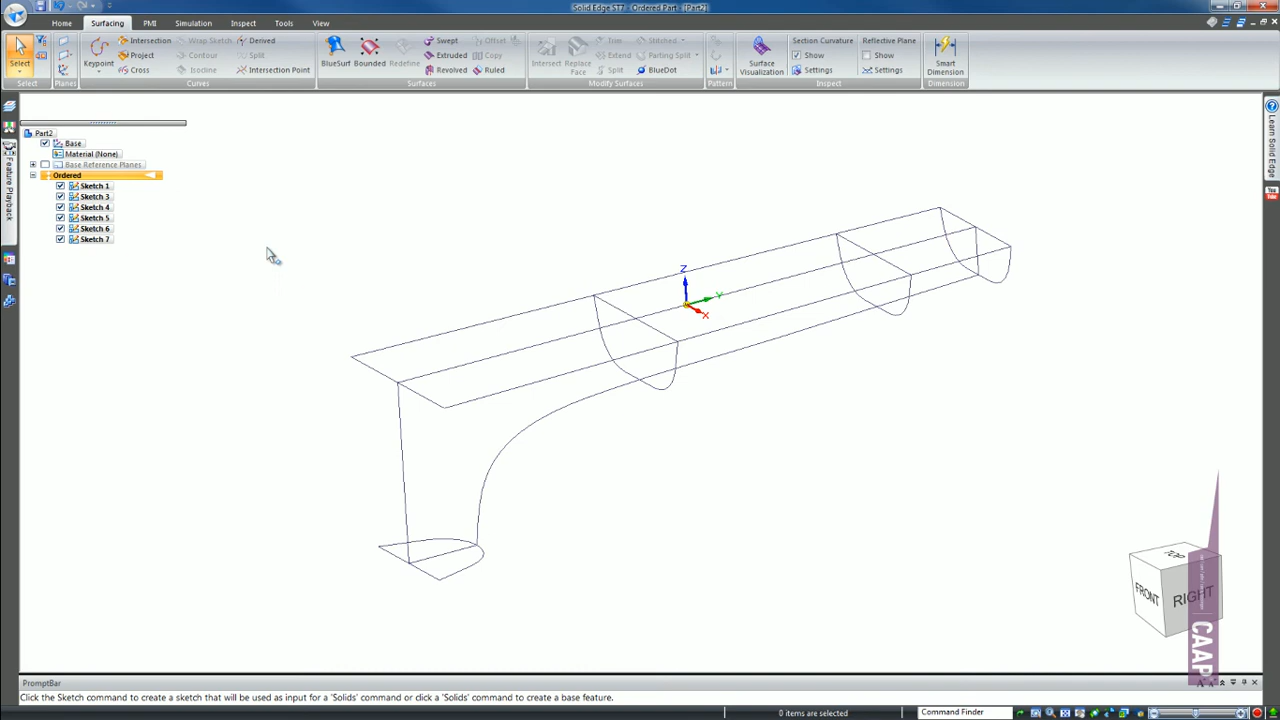 Solid Edge ST7 - Ordered Part - [Part2]
Home Surfacing PMI Simulation Inspect Tools View
Select
Keypoint
Intersection
Project
Cross
Wrap Sketch
Contour
Isocline
Derived
Split
Intersection Point
BlueSurf
Bounded
Redefine
Swept
Extruded
Revolved
Offset
Copy
Ruled
Intersect
Replace
Face
Trim
Extend
Split
Stitched
Parting Split
BlueDot
Surface
Visualization
Section Curvature
Show
Settings
Reflective Plane
Show
Settings
Smart
Dimension
Select Planes Curves Surfaces Modify Surfaces Pattern Inspect Dimension
Part2
Base
Material (None)
Base Reference Planes
Ordered
Sketch 1
Sketch 3
Sketch 4
Sketch 5
Sketch 6
Sketch 7
Feature Playback
Learn Solid Edge
You
Z
Y
X
TOP
FRONT
RIGHT
CAAP
PromptBar
Click the Sketch command to create a sketch that will be used as input for a 'Solids' command or click a 'Solids' command to create a base feature.
0 items are selected
Command Finder